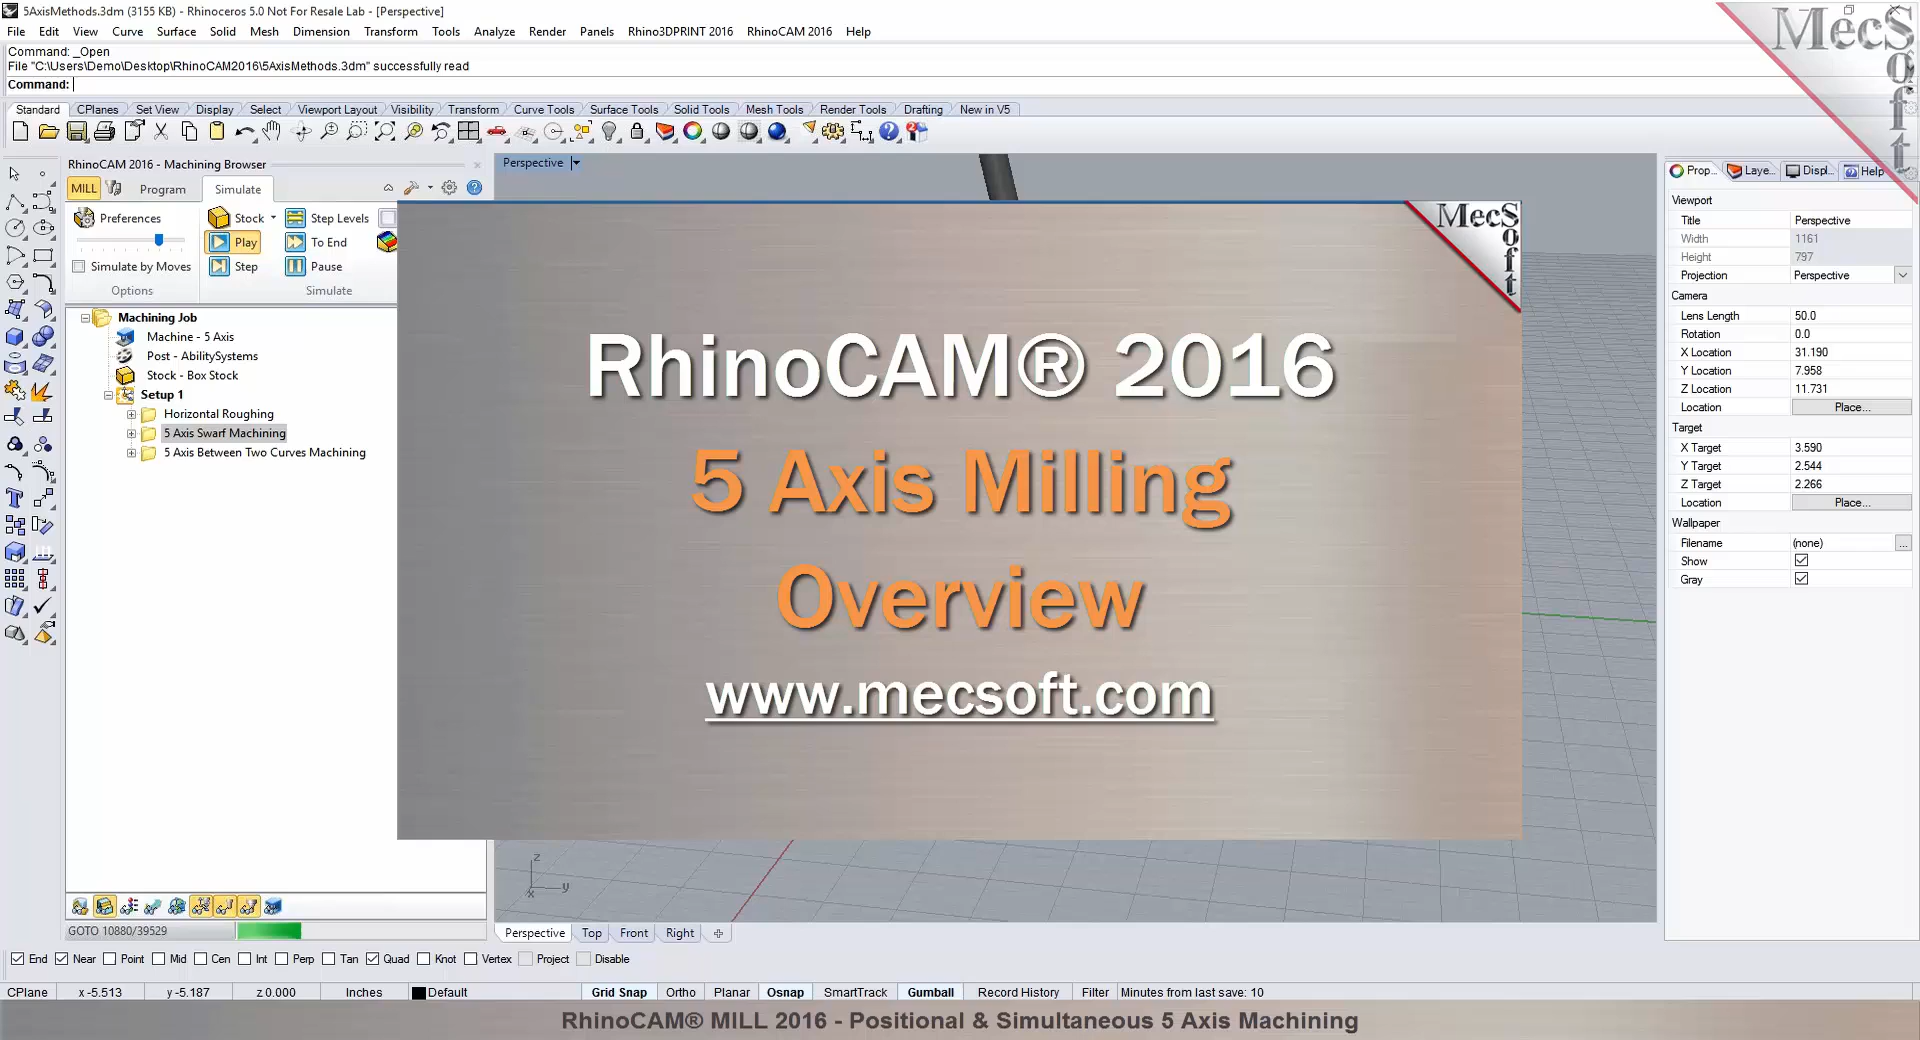 5AxisMethods.3dm (3155 KB) - Rhinoceros 5.0 Not For Resale Lab - [Perspective]
File Edit View Curve Surface Solid Mesh Dimension Transform Tools Analyze Render Panels Rhino3DPRINT 2016 RhinoCAM 2016 Help
Command: _Open
File "C:\Users\Demo\Desktop\RhinoCAM2016\5AxisMethods.3dm" successfully read
Command:
Standard CPlanes Set View Display Select Viewport Layout Visibility Transform Curve Tools Surface Tools Solid Tools Mesh Tools Render Tools Drafting New in V5
MecSoft
RhinoCAM 2016 - Machining Browser
MILL Program Simulate
Preferences Stock Step Levels
Play To End
Simulate by Moves Step Pause
Options Simulate
Machining Job
Machine - 5 Axis
Post - AbilitySystems
Stock - Box Stock
Setup 1
Horizontal Roughing
5 Axis Swarf Machining
5 Axis Between Two Curves Machining
GOTO 10880/39529
Perspective
MecSoft
RhinoCAM® 2016
5 Axis Milling
Overview
www.mecsoft.com
z
x y
Perspective Top Front Right
Prop... Laye... Displ... Help
Viewport
Title Perspective
Width 1161
Height 797
Projection Perspective
Camera
Lens Length 50.0
Rotation 0.0
X Location 31.190
Y Location 7.958
Z Location 11.731
Location Place...
Target
X Target 3.590
Y Target 2.544
Z Target 2.266
Location Place...
Wallpaper
Filename (none) ...
Show
Gray
End Near Point Mid Cen Int Perp Tan Quad Knot Vertex Project Disable
CPlane x -5.513 y -5.187 z 0.000 Inches Default Grid Snap Ortho Planar Osnap SmartTrack Gumball Record History Filter Minutes from last save: 10
RhinoCAM® MILL 2016 - Positional & Simultaneous 5 Axis Machining